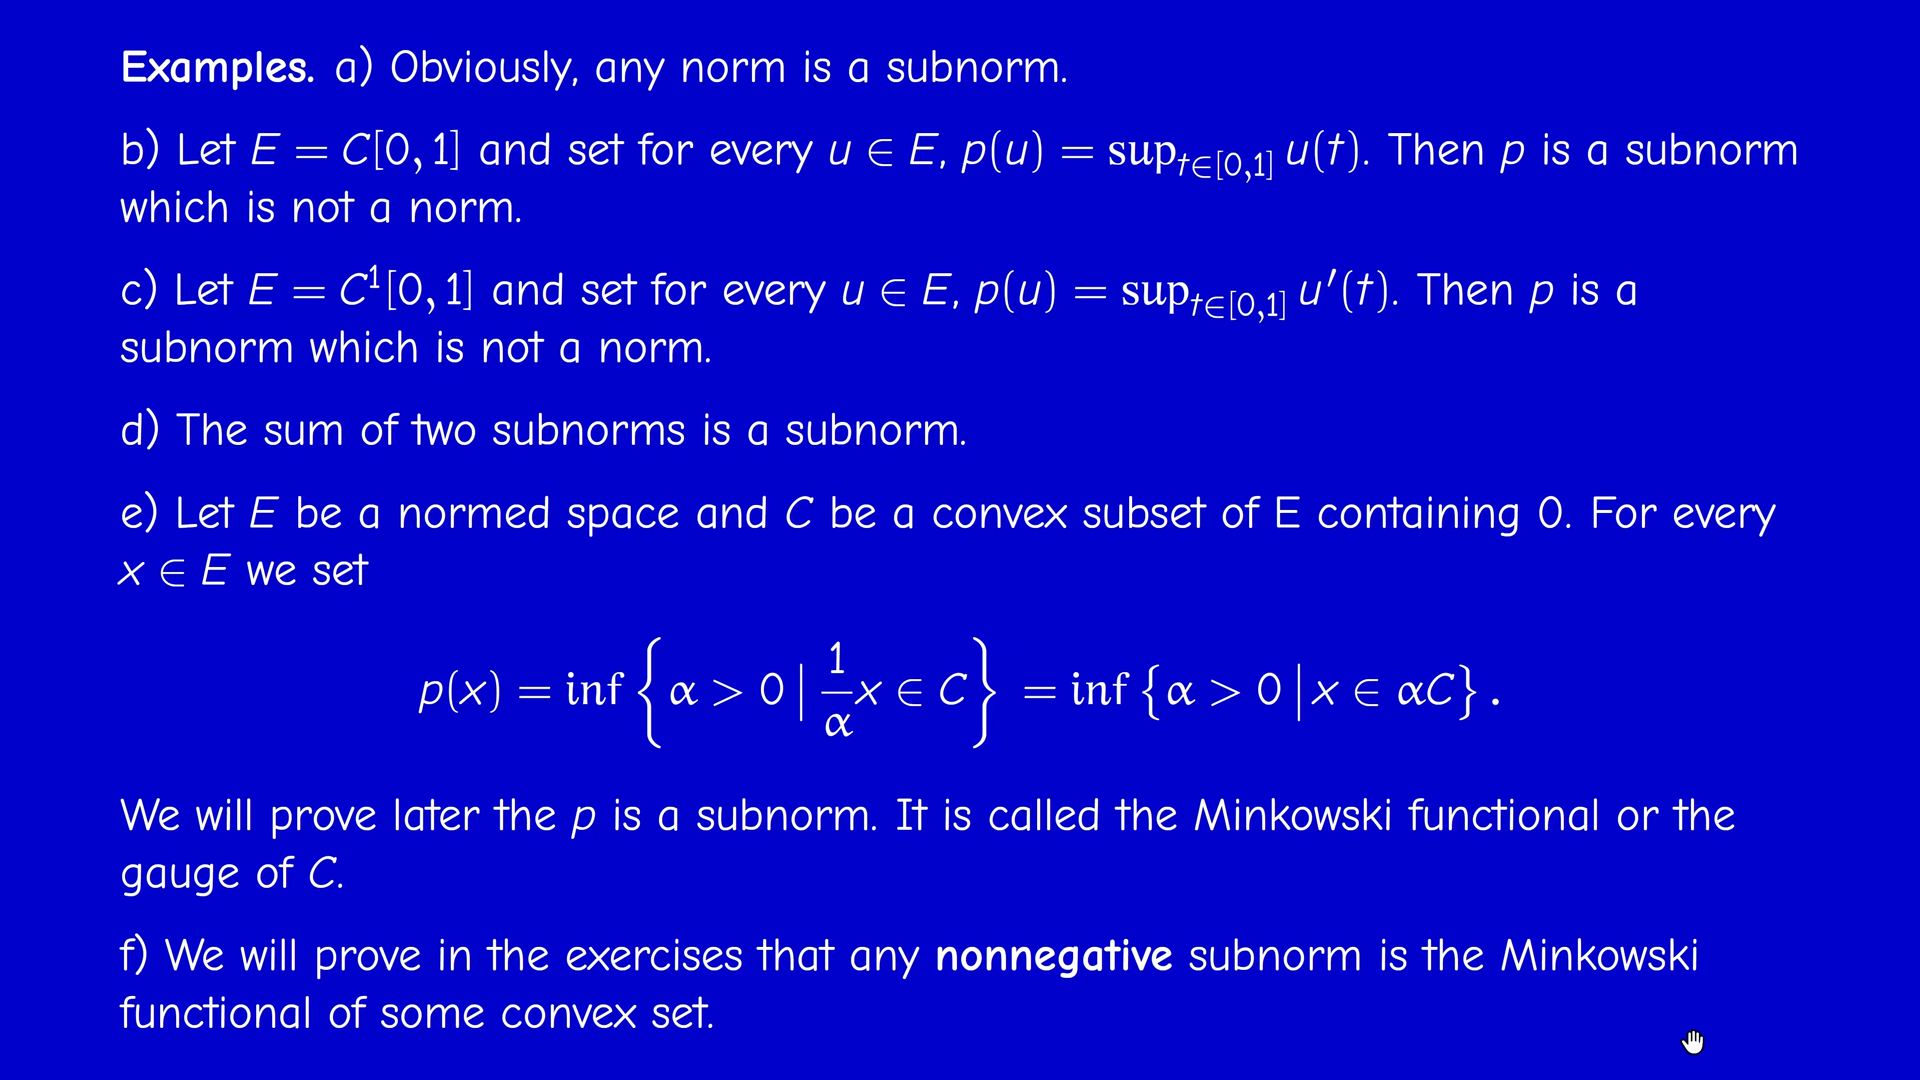 Examples. a) Obviously, any norm is a subnorm.
b) Let E = C[0, 1] and set for every u ∈ E, p(u) = sup_{t∈[0,1]} u(t). Then p is a subnorm
which is not a norm.
c) Let E = C¹[0, 1] and set for every u ∈ E, p(u) = sup_{t∈[0,1]} u′(t). Then p is a
subnorm which is not a norm.
d) The sum of two subnorms is a subnorm.
e) Let E be a normed space and C be a convex subset of E containing 0. For every
x ∈ E we set
p(x) = inf { α > 0 | 1/α x ∈ C } = inf {α > 0 | x ∈ αC} .
We will prove later the p is a subnorm. It is called the Minkowski functional or the
gauge of C.
f) We will prove in the exercises that any nonnegative subnorm is the Minkowski
functional of some convex set.